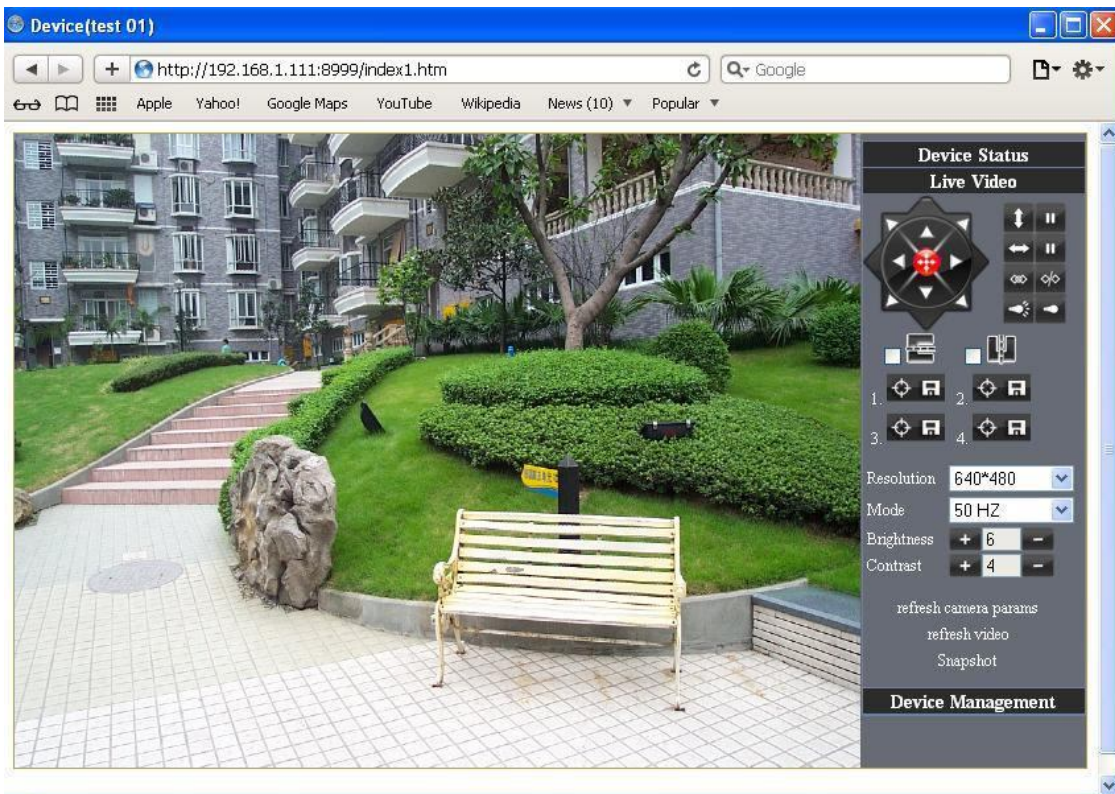 Device(test 01)
http://192.168.1.111:8999/index1.htm
Google
Apple Yahoo! Google Maps YouTube Wikipedia News (10) ▼ Popular ▼
Device Status
Live Video
1. 2.
3. 4.
Resolution 640*480
Mode 50 HZ
Brightness + 6 -
Contrast + 4 -
refresh camera params
refresh video
Snapshot
Device Management